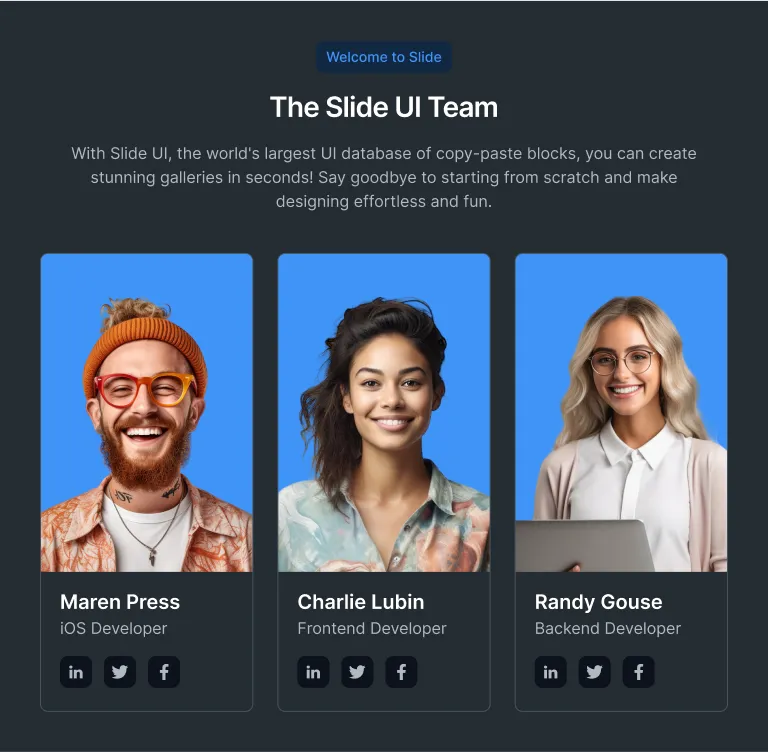 Welcome to Slide
The Slide UI Team
With Slide UI, the world's largest UI database of copy-paste blocks, you can create
stunning galleries in seconds! Say goodbye to starting from scratch and make
designing effortless and fun.
Maren Press
iOS Developer
in
f
Charlie Lubin
Frontend Developer
in
f
Randy Gouse
Backend Developer
in
f